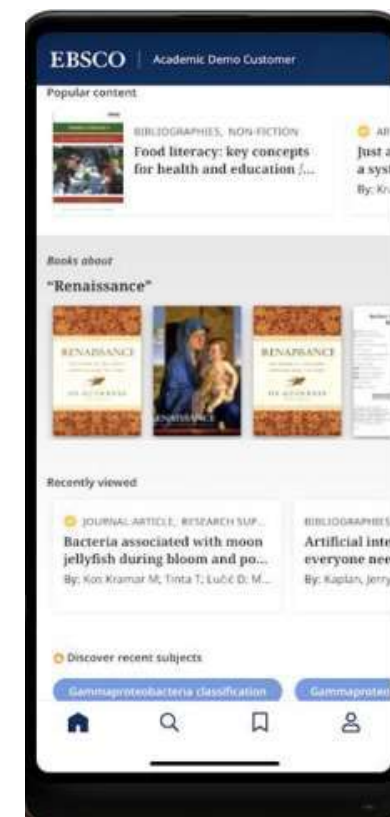 EBSCO | Academic Demo Customer
Popular content
BIBLIOGRAPHIES, NON-FICTION
Food literacy: key concepts
for health and education /...
Just a
a syst
By: Kra
Books about
"Renaissance"
RENAISSANCE
RENAISSANCE
RENAISSANCE
Recently viewed
JOURNAL ARTICLE, RESEARCH SUP...
Bacteria associated with moon
jellyfish during bloom and po...
By: Kos Kramar M; Tinta T; Lučić D; M...
BIBLIOGRAPHIES
Artificial inte
everyone nee
By: Kaplan, Jerry
Discover recent subjects
Gammaproteobacteria classification
Gammaproteo